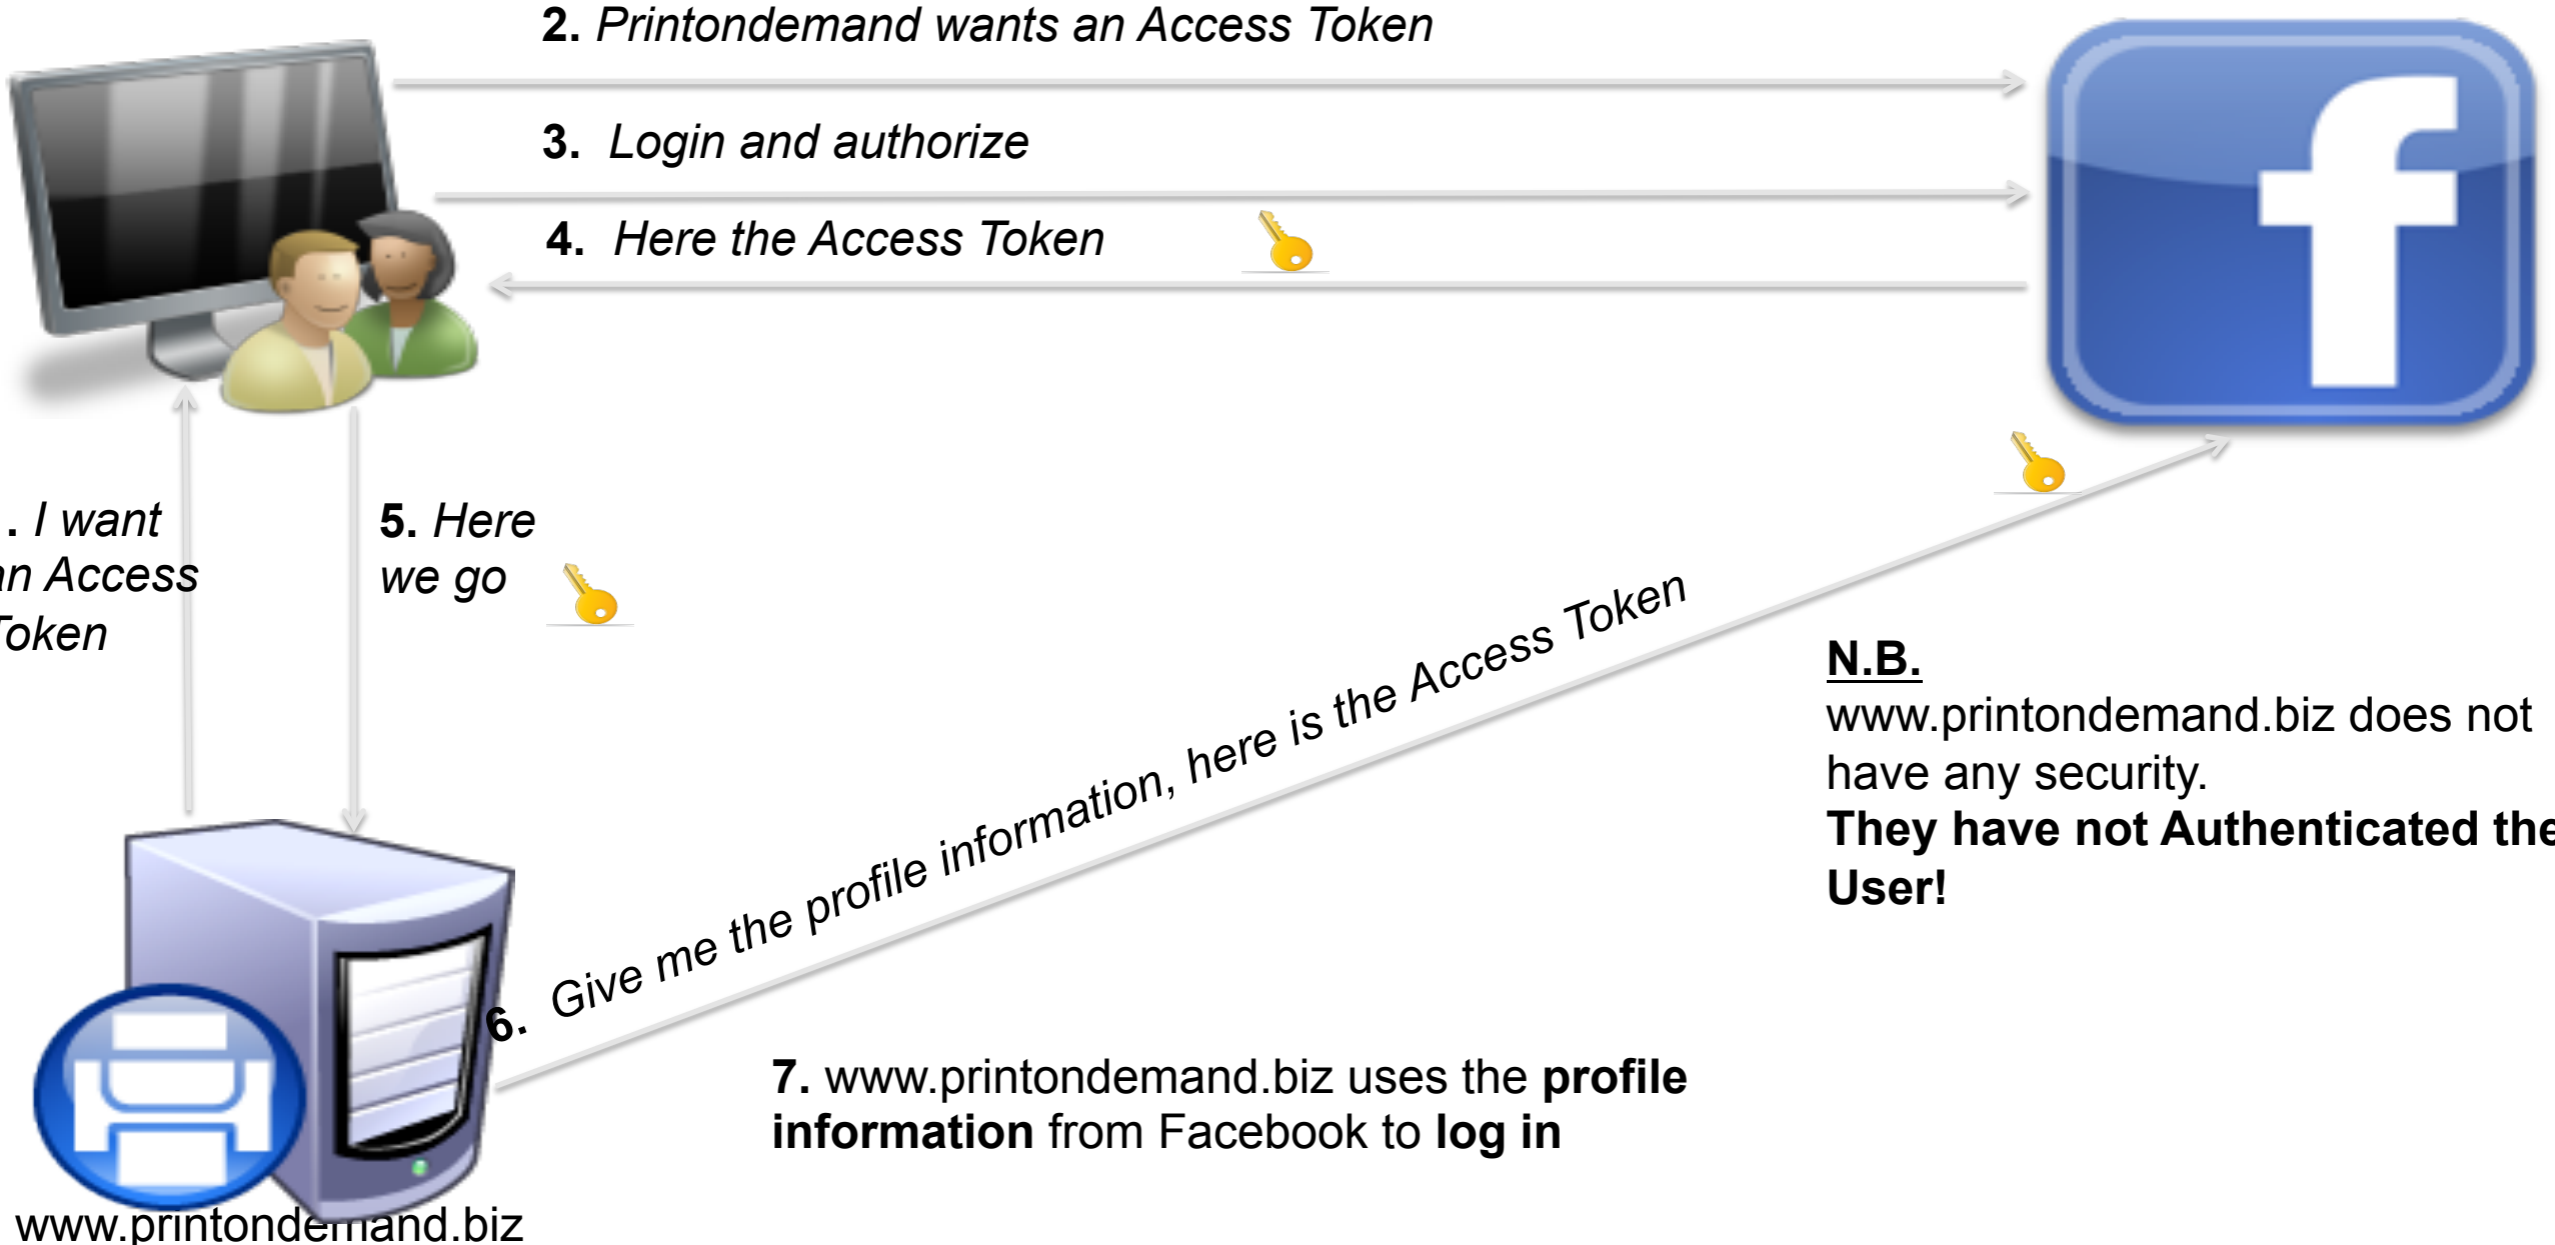 2. Printondemand wants an Access Token
3. Login and authorize
4. Here the Access Token
. I want
an Access
Token
5. Here
we go
6. Give me the profile information, here is the Access Token
N.B.
www.printondemand.biz does not
have any security.
They have not Authenticated the
User!
7. www.printondemand.biz uses the profile
information from Facebook to log in
www.printondemand.biz
f